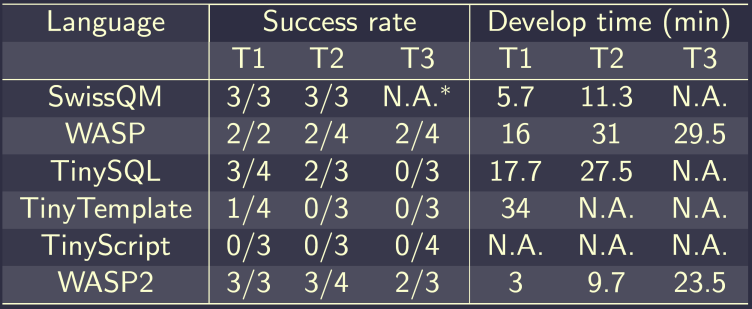 Language Success rate Develop time (min)
T1 T2 T3 T1 T2 T3
SwissQM 3/3 3/3 N.A.* 5.7 11.3 N.A.
WASP 2/2 2/4 2/4 16 31 29.5
TinySQL 3/4 2/3 0/3 17.7 27.5 N.A.
TinyTemplate 1/4 0/3 0/3 34 N.A. N.A.
TinyScript 0/3 0/3 0/4 N.A. N.A. N.A.
WASP2 3/3 3/4 2/3 3 9.7 23.5